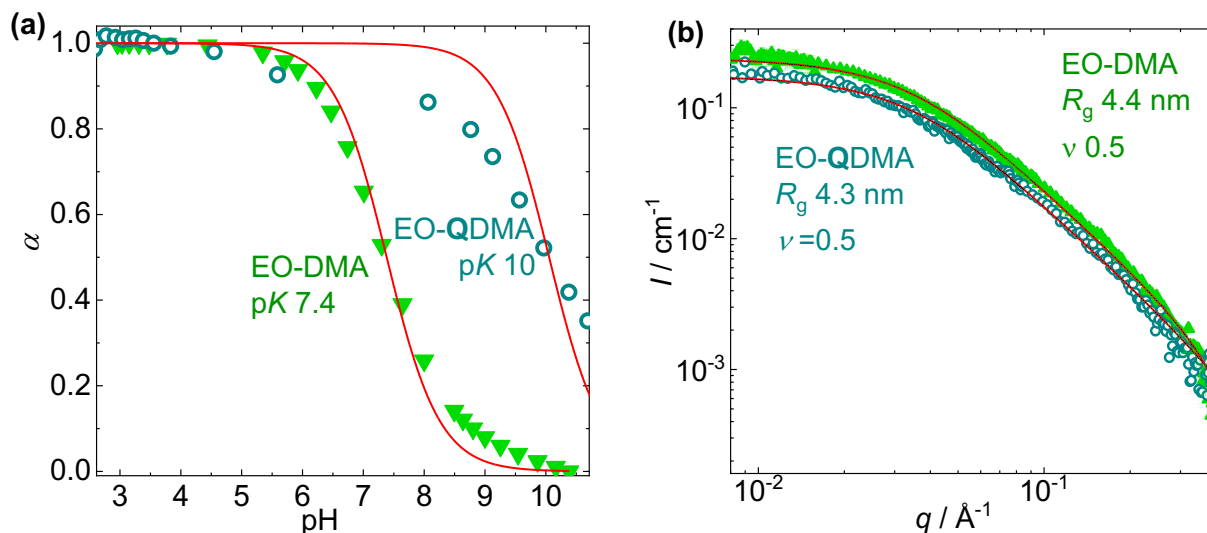 (a)
1.0
0.8
0.6
0.4
0.2
0.0
α
EO-QDMA
pK 10
EO-DMA
pK 7.4
3 4 5 6 7 8 9 10
pH
(b)
10⁻¹
10⁻²
10⁻³
I / cm⁻¹
EO-DMA
Rg 4.4 nm
ν 0.5
EO-QDMA
Rg 4.3 nm
ν =0.5
10⁻² 10⁻¹
q / Å⁻¹